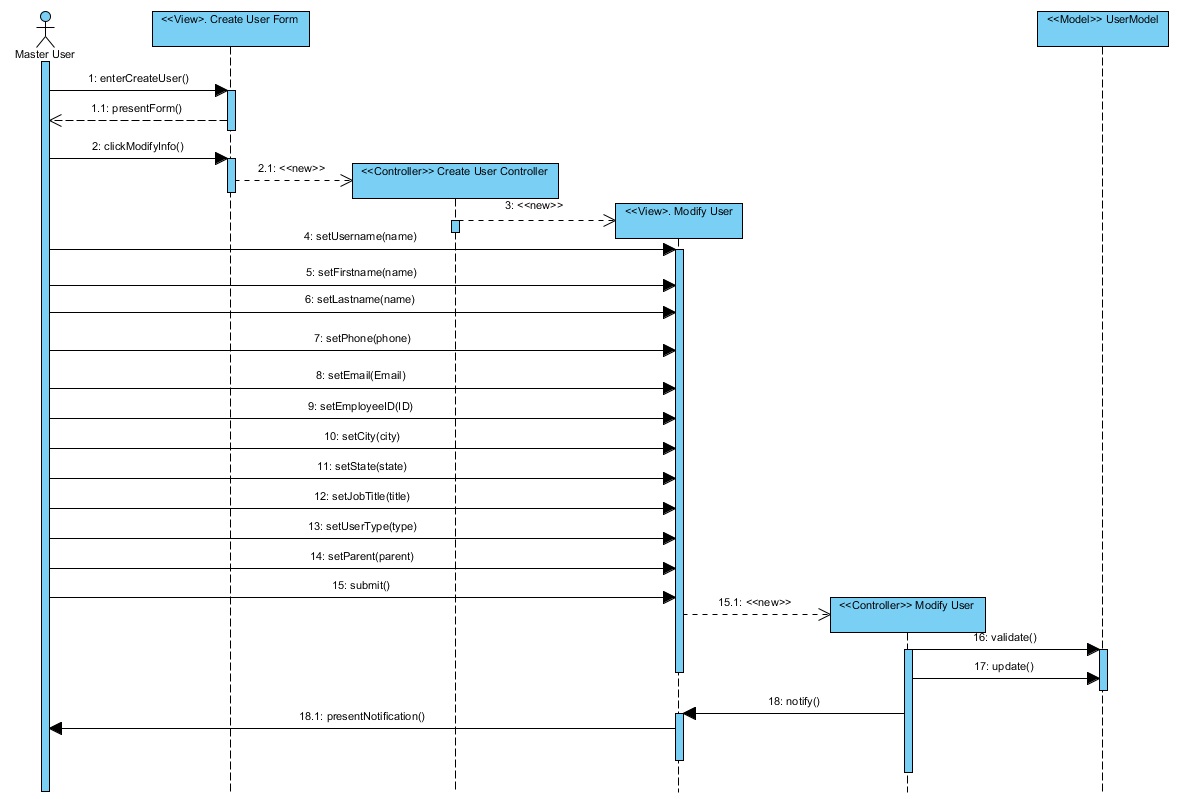 <<View>. Create User Form
<<Model>> UserModel
Master User
1: enterCreateUser()
1.1: presentForm()
2: clickModifyInfo()
2.1: <<new>>
<<Controller>> Create User Controller
3: <<new>>
<<View>. Modify User
4: setUsername(name)
5: setFirstname(name)
6: setLastname(name)
7: setPhone(phone)
8: setEmail(Email)
9: setEmployeeID(ID)
10: setCity(city)
11: setState(state)
12: setJobTitle(title)
13: setUserType(type)
14: setParent(parent)
15: submit()
15.1: <<new>>
<<Controller>> Modify User
16: validate()
17: update()
18: notify()
18.1: presentNotification()